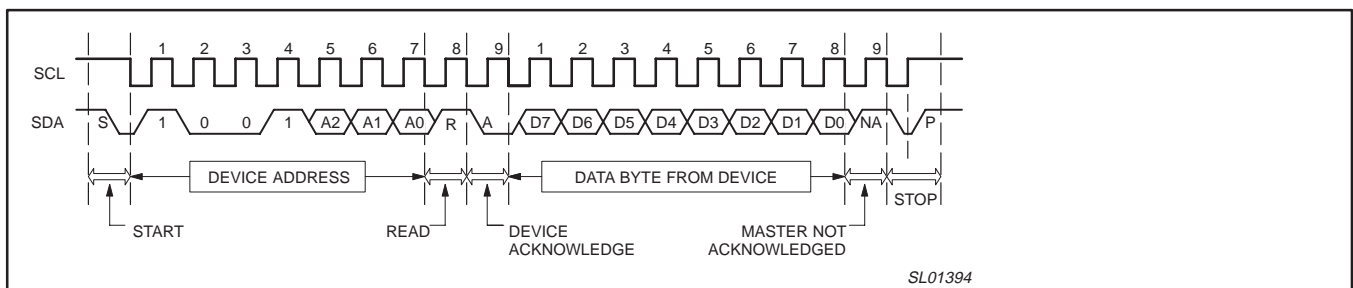 1 2 3 4 5 6 7 8 9 1 2 3 4 5 6 7 8 9
SCL
SDA S 1 0 0 1 A2 A1 A0 R A D7 D6 D5 D4 D3 D2 D1 D0 NA P
DEVICE ADDRESS DATA BYTE FROM DEVICE
STOP
START READ DEVICE ACKNOWLEDGE MASTER NOT ACKNOWLEDGED
SL01394